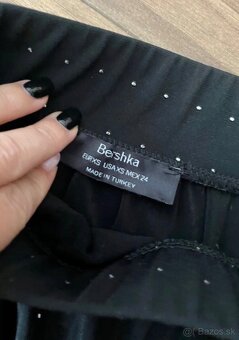 Bershka
EUR XS USA XS MEX 24
MADE IN TURKEY
Bazos.sk